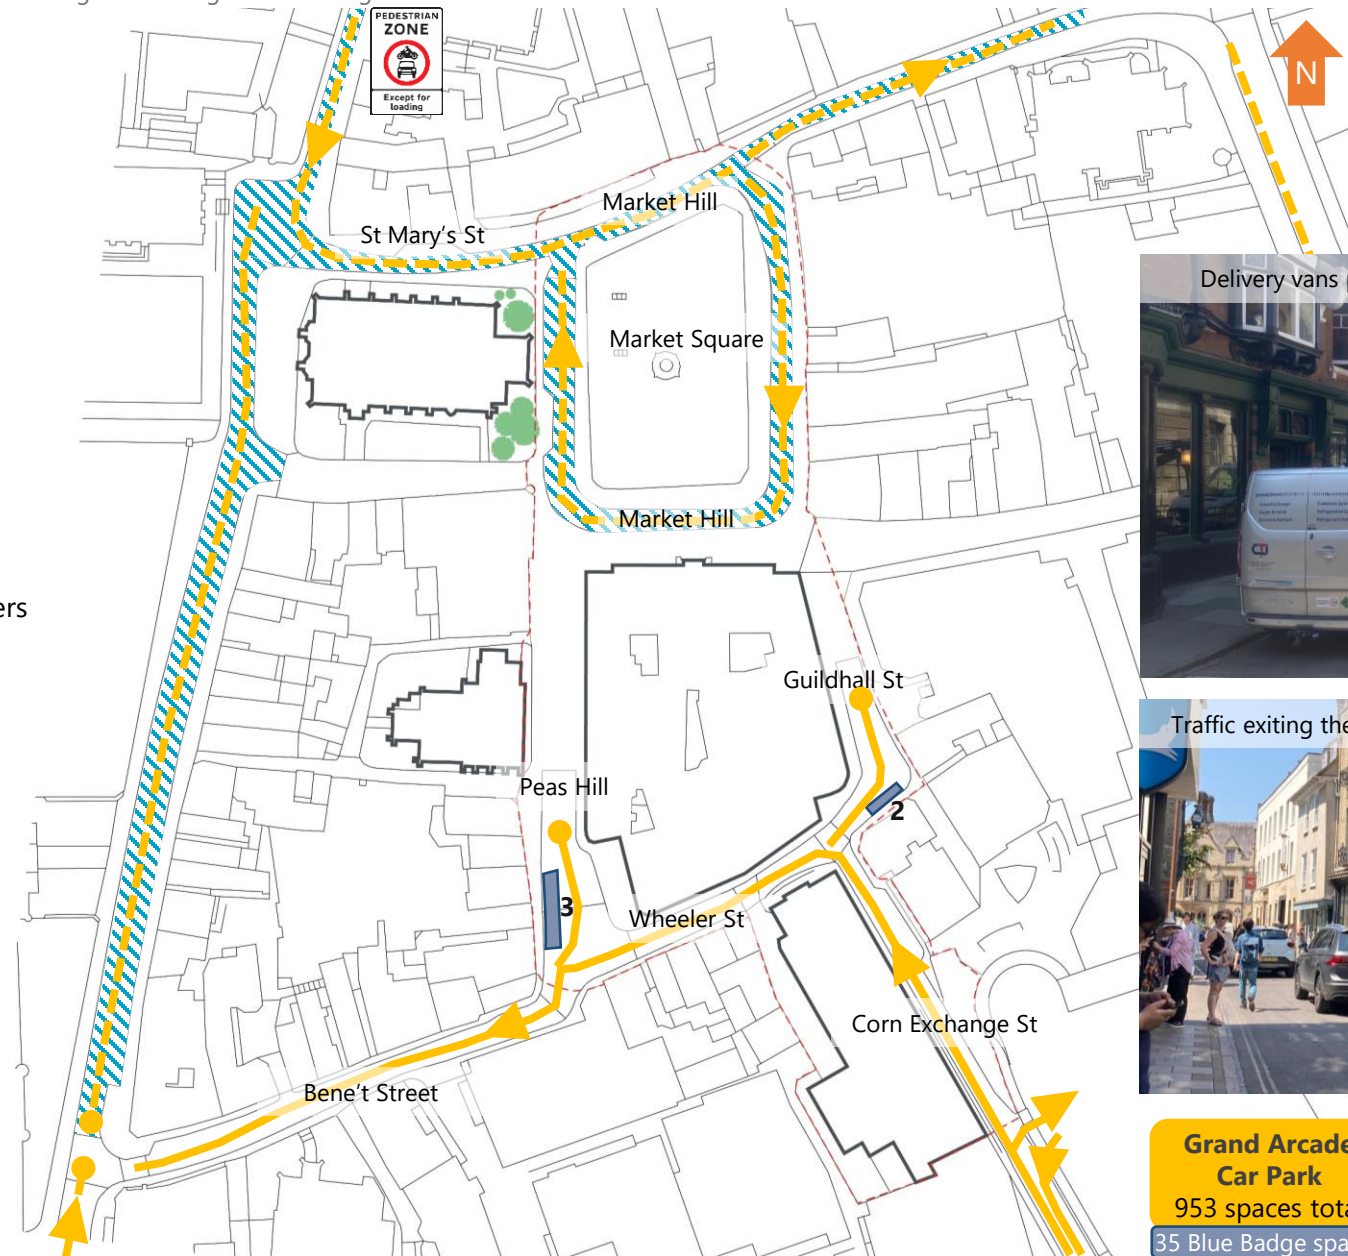 PEDESTRIAN
ZONE
Except for
loading
N
Market Hill
St Mary's St
Delivery vans
Market Square
Market Hill
ers
Guildhall St
Traffic exiting the
Peas Hill
2
3
Wheeler St
Corn Exchange St
Bene't Street
Grand Arcade
Car Park
953 spaces tota
35 Blue Badge spa